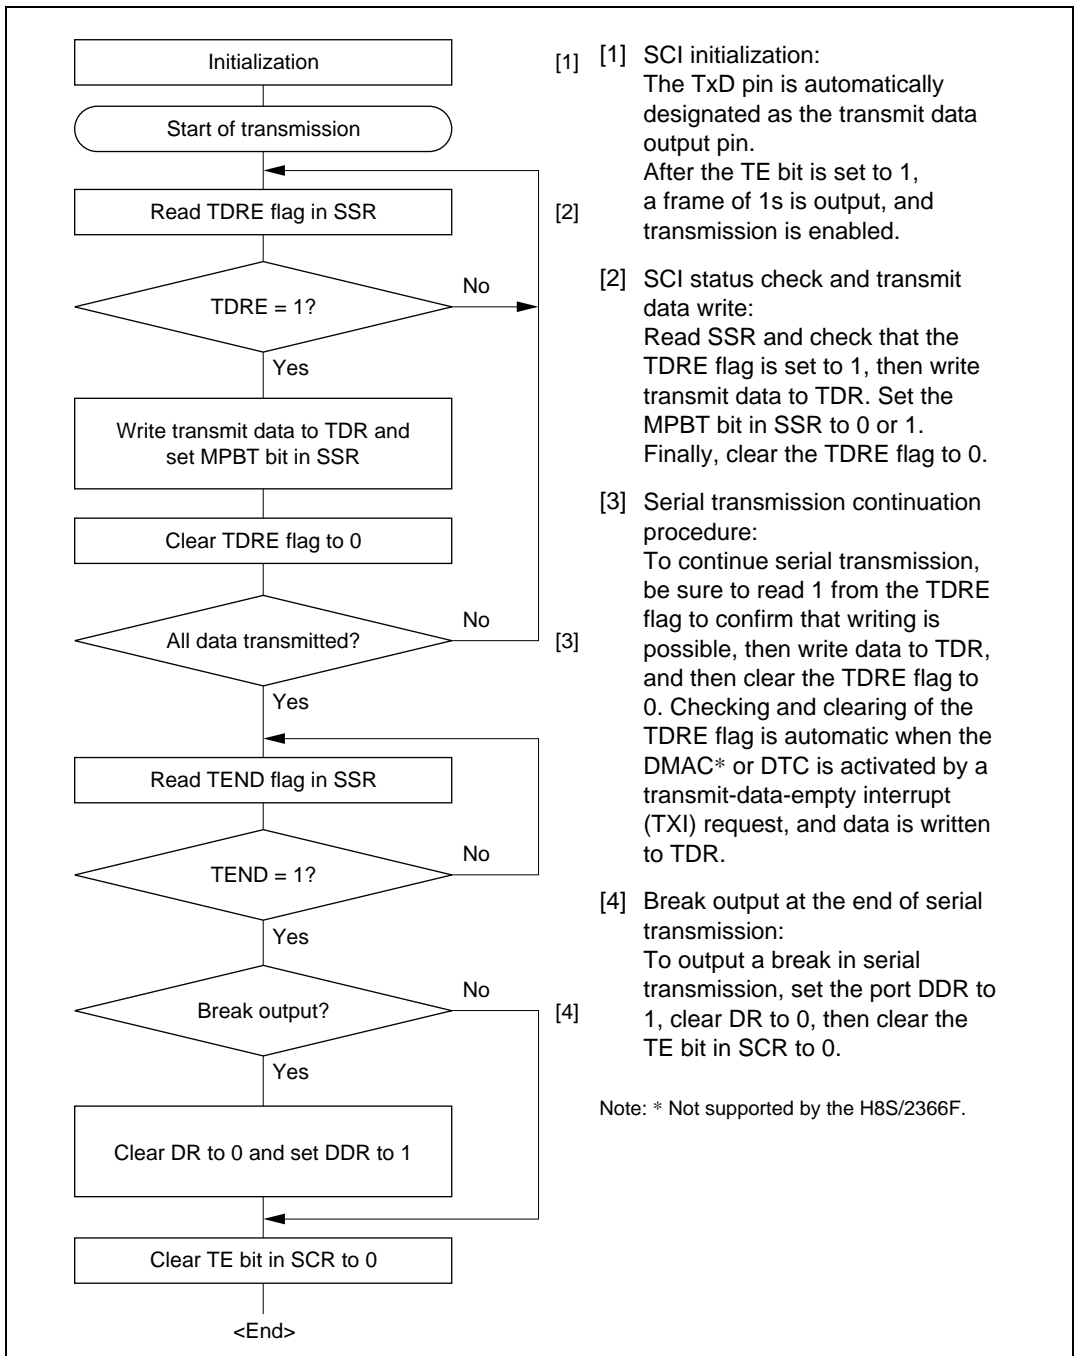 Initialization
[1]
Start of transmission
Read TDRE flag in SSR
[2]
TDRE = 1?
No
Yes
Write transmit data to TDR and
set MPBT bit in SSR
Clear TDRE flag to 0
All data transmitted?
No
[3]
Yes
Read TEND flag in SSR
TEND = 1?
No
Yes
Break output?
No
[4]
Yes
Clear DR to 0 and set DDR to 1
Clear TE bit in SCR to 0
<End>
[1] SCI initialization:
The TxD pin is automatically
designated as the transmit data
output pin.
After the TE bit is set to 1,
a frame of 1s is output, and
transmission is enabled.
[2] SCI status check and transmit
data write:
Read SSR and check that the
TDRE flag is set to 1, then write
transmit data to TDR. Set the
MPBT bit in SSR to 0 or 1.
Finally, clear the TDRE flag to 0.
[3] Serial transmission continuation
procedure:
To continue serial transmission,
be sure to read 1 from the TDRE
flag to confirm that writing is
possible, then write data to TDR,
and then clear the TDRE flag to
0. Checking and clearing of the
TDRE flag is automatic when the
DMAC* or DTC is activated by a
transmit-data-empty interrupt
(TXI) request, and data is written
to TDR.
[4] Break output at the end of serial
transmission:
To output a break in serial
transmission, set the port DDR to
1, clear DR to 0, then clear the
TE bit in SCR to 0.
Note: * Not supported by the H8S/2366F.